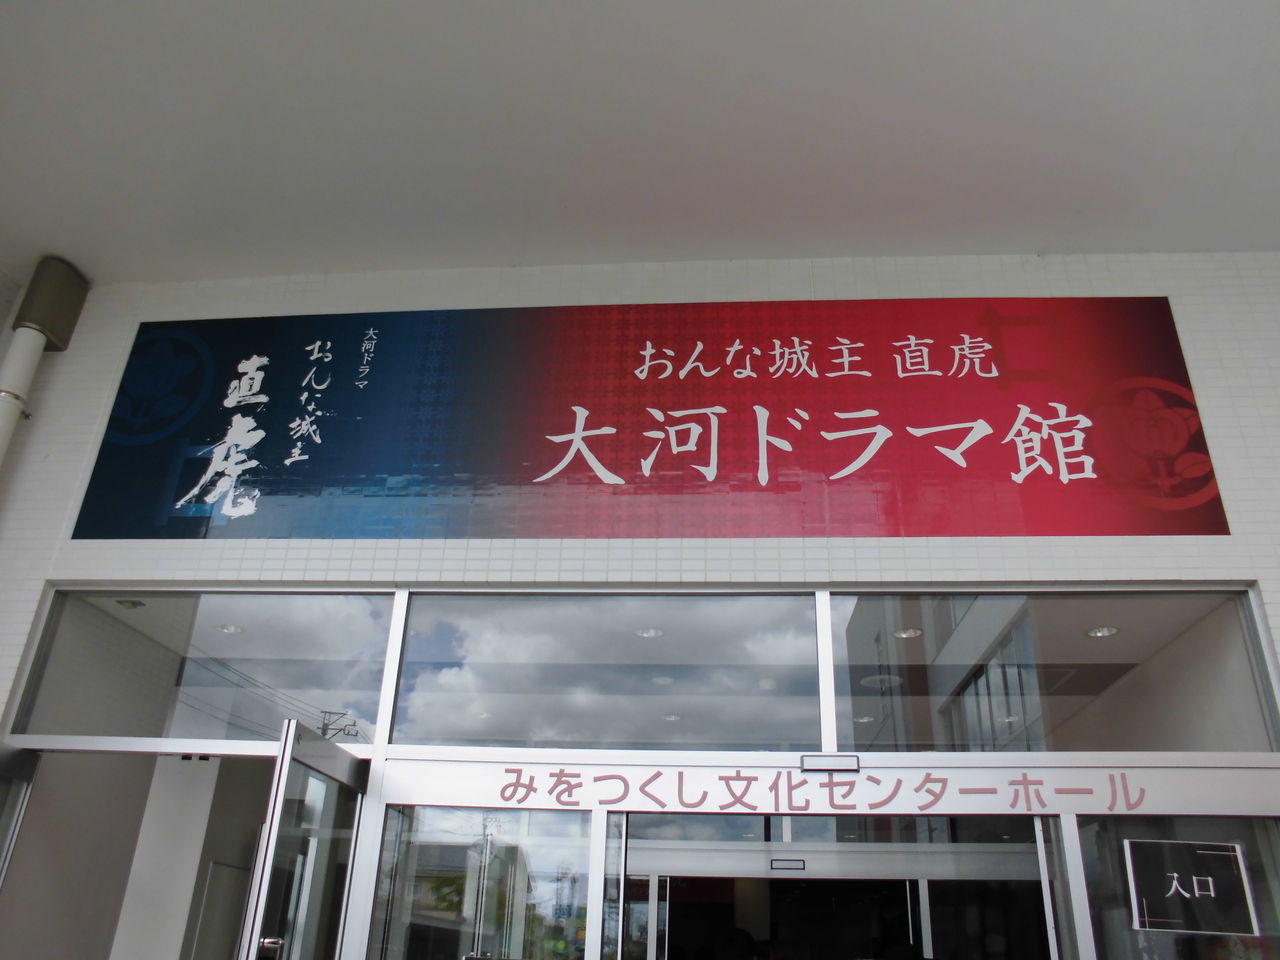 大河ドラマ
おんな城主
直虎
おんな城主 直虎
大河ドラマ館
みをつくし文化センターホール
入口